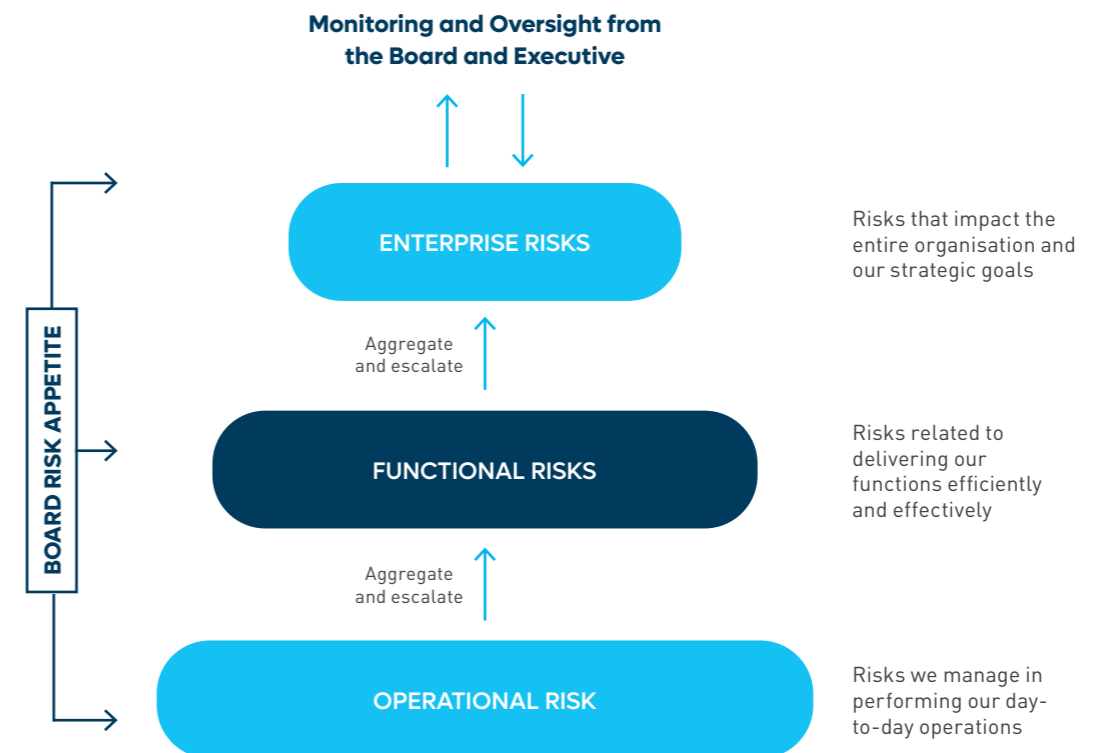 Monitoring and Oversight from
the Board and Executive
BOARD RISK APPETITE
ENTERPRISE RISKS
Risks that impact the
entire organisation and
our strategic goals
Aggregate
and escalate
FUNCTIONAL RISKS
Risks related to
delivering our
functions efficiently
and effectively
Aggregate
and escalate
OPERATIONAL RISK
Risks we manage in
performing our day-
to-day operations